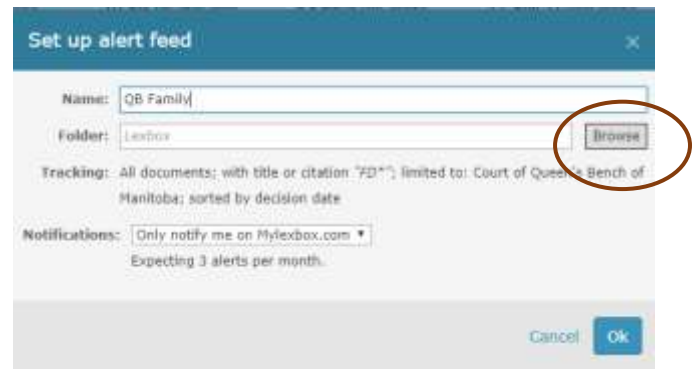 Set up alert feed ×
Name: QB Family
Folder: Lexbox Browse
Tracking: All documents; with title or citation "FD*"; limited to: Court of Queen's Bench of
Manitoba; sorted by decision date
Notifications: Only notify me on Mylexbox.com ▼
Expecting 3 alerts per month.
Cancel Ok